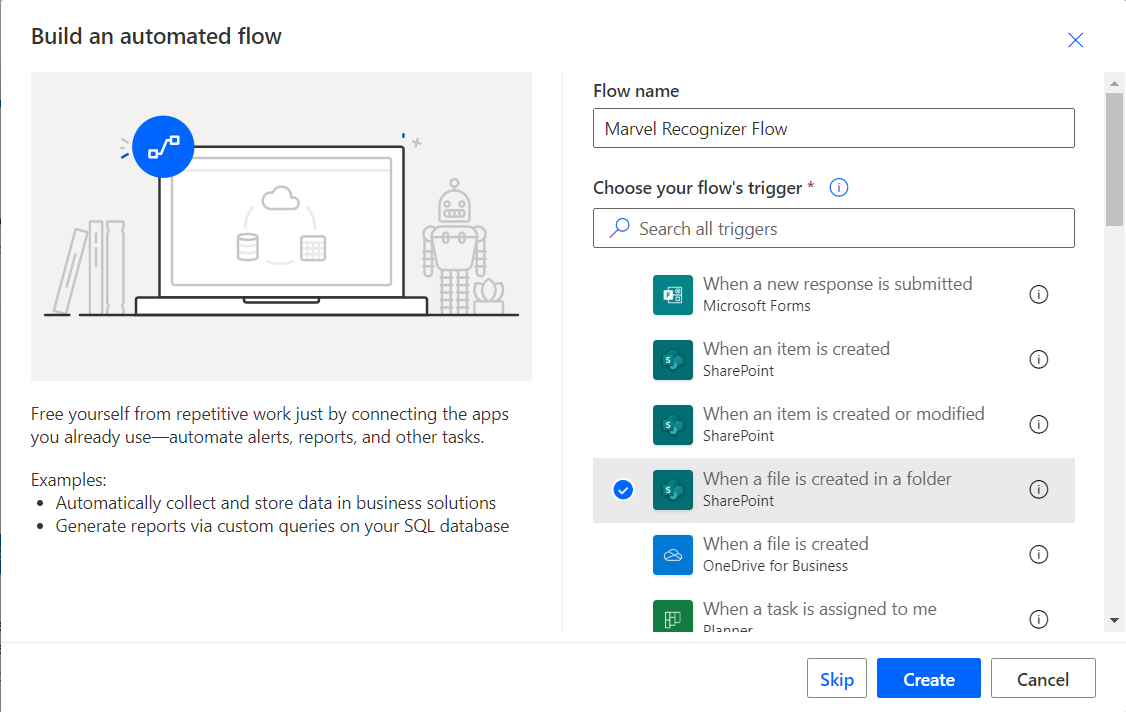 Build an automated flow
Free yourself from repetitive work just by connecting the apps
you already use—automate alerts, reports, and other tasks.
Examples:
• Automatically collect and store data in business solutions
• Generate reports via custom queries on your SQL database
Flow name
Marvel Recognizer Flow
Choose your flow's trigger *
Search all triggers
When a new response is submitted
Microsoft Forms
When an item is created
SharePoint
When an item is created or modified
SharePoint
When a file is created in a folder
SharePoint
When a file is created
OneDrive for Business
When a task is assigned to me
Planner
Skip
Create
Cancel